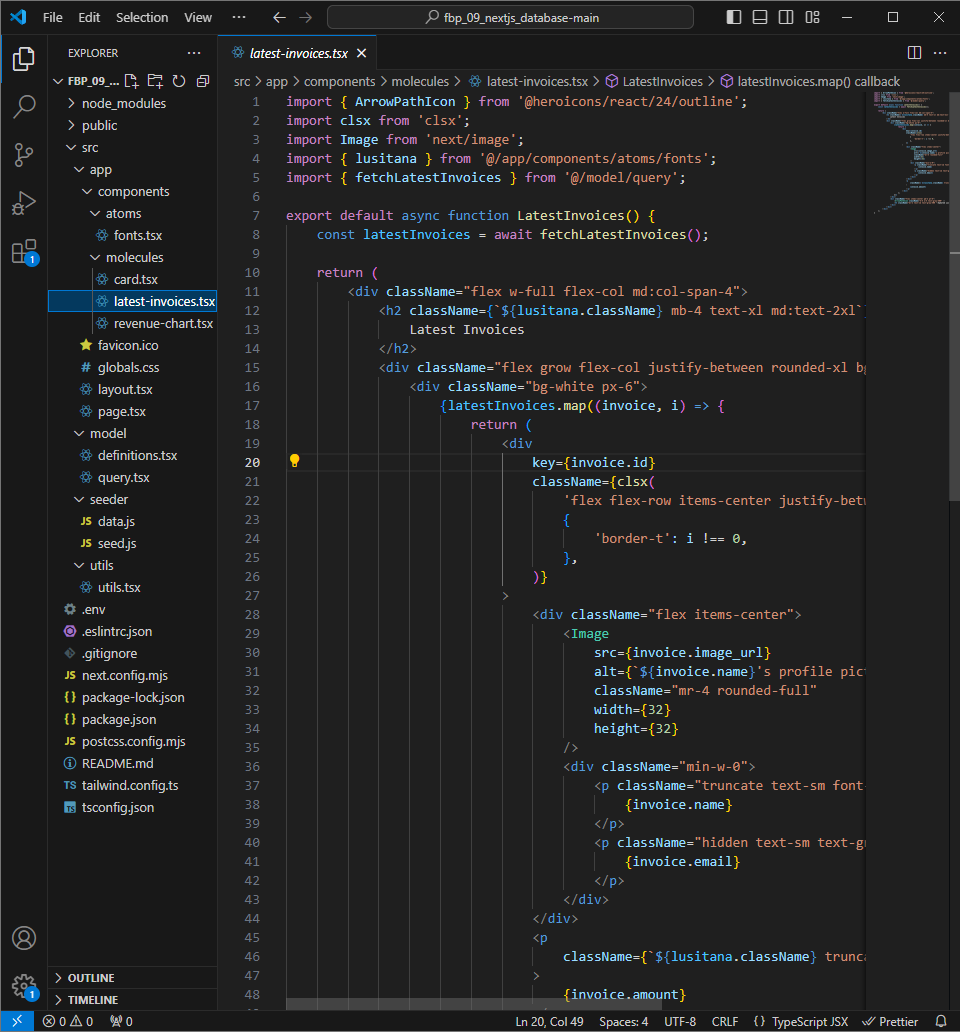 File Edit Selection View ··· fbp_09_nextjs_database-main
EXPLORER ···
FBP_09_...
node_modules
public
src
app
components
atoms
fonts.tsx
molecules
card.tsx
latest-invoices.tsx
revenue-chart.tsx
favicon.ico
globals.css
layout.tsx
page.tsx
model
definitions.tsx
query.tsx
seeder
JS data.js
JS seed.js
utils
utils.tsx
.env
.eslintrc.json
.gitignore
JS next.config.mjs
{} package-lock.json
{} package.json
JS postcss.config.mjs
README.md
TS tailwind.config.ts
TS tsconfig.json
OUTLINE
TIMELINE
1
1
latest-invoices.tsx
src > app > components > molecules > latest-invoices.tsx > LatestInvoices > latestInvoices.map() callback
1 import { ArrowPathIcon } from '@heroicons/react/24/outline';
2 import clsx from 'clsx';
3 import Image from 'next/image';
4 import { lusitana } from '@/app/components/atoms/fonts';
5 import { fetchLatestInvoices } from '@/model/query';
6
7 export default async function LatestInvoices() {
8 const latestInvoices = await fetchLatestInvoices();
9
10 return (
11 <div className="flex w-full flex-col md:col-span-4">
12 <h2 className={`${lusitana.className} mb-4 text-xl md:text-2xl`}
13 Latest Invoices
14 </h2>
15 <div className="flex grow flex-col justify-between rounded-xl bg
16 <div className="bg-white px-6">
17 {latestInvoices.map((invoice, i) => {
18 return (
19 <div
20 key={invoice.id}
21 className={clsx(
22 'flex flex-row items-center justify-betw
23 {
24 'border-t': i !== 0,
25 },
26 )}
27 >
28 <div className="flex items-center">
29 <Image
30 src={invoice.image_url}
31 alt={`${invoice.name}'s profile pict
32 className="mr-4 rounded-full"
33 width={32}
34 height={32}
35 />
36 <div className="min-w-0">
37 <p className="truncate text-sm font-
38 {invoice.name}
39 </p>
40 <p className="hidden text-sm text-gr
41 {invoice.email}
42 </p>
43 </div>
44 </div>
45 <p
46 className={`${lusitana.className} trunca
47 >
48 {invoice.amount}
0 0 0 Ln 20, Col 49 Spaces: 4 UTF-8 CRLF {} TypeScript JSX Prettier